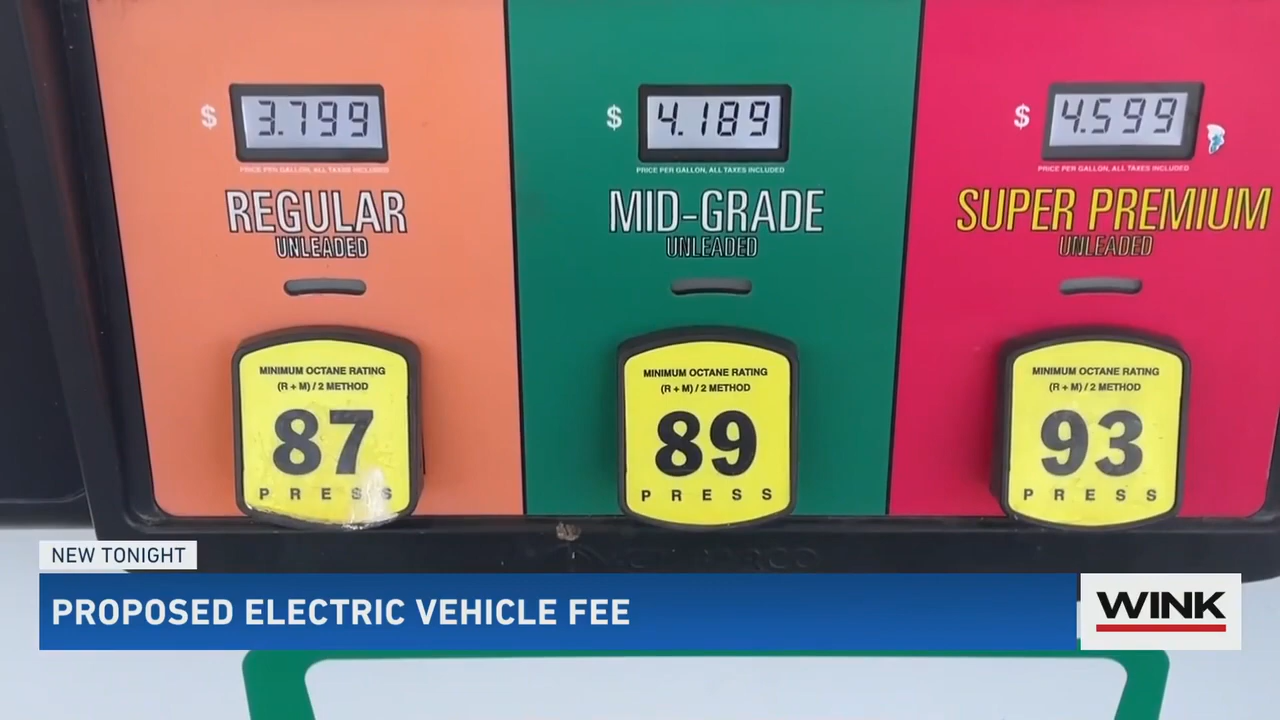 $ 3.799
PRICE PER GALLON, ALL TAXES INCLUDED
REGULAR
UNLEADED
MINIMUM OCTANE RATING
(R + M) / 2 METHOD
87
PRESS
$ 4.189
PRICE PER GALLON, ALL TAXES INCLUDED
MID-GRADE
UNLEADED
MINIMUM OCTANE RATING
(R + M) / 2 METHOD
89
PRESS
$ 4.599
PRICE PER GALLON, ALL TAXES INCLUDED
SUPER PREMIUM
UNLEADED
MINIMUM OCTANE RATING
(R + M) / 2 METHOD
93
PRESS
NEW TONIGHT
PROPOSED ELECTRIC VEHICLE FEE
WINK